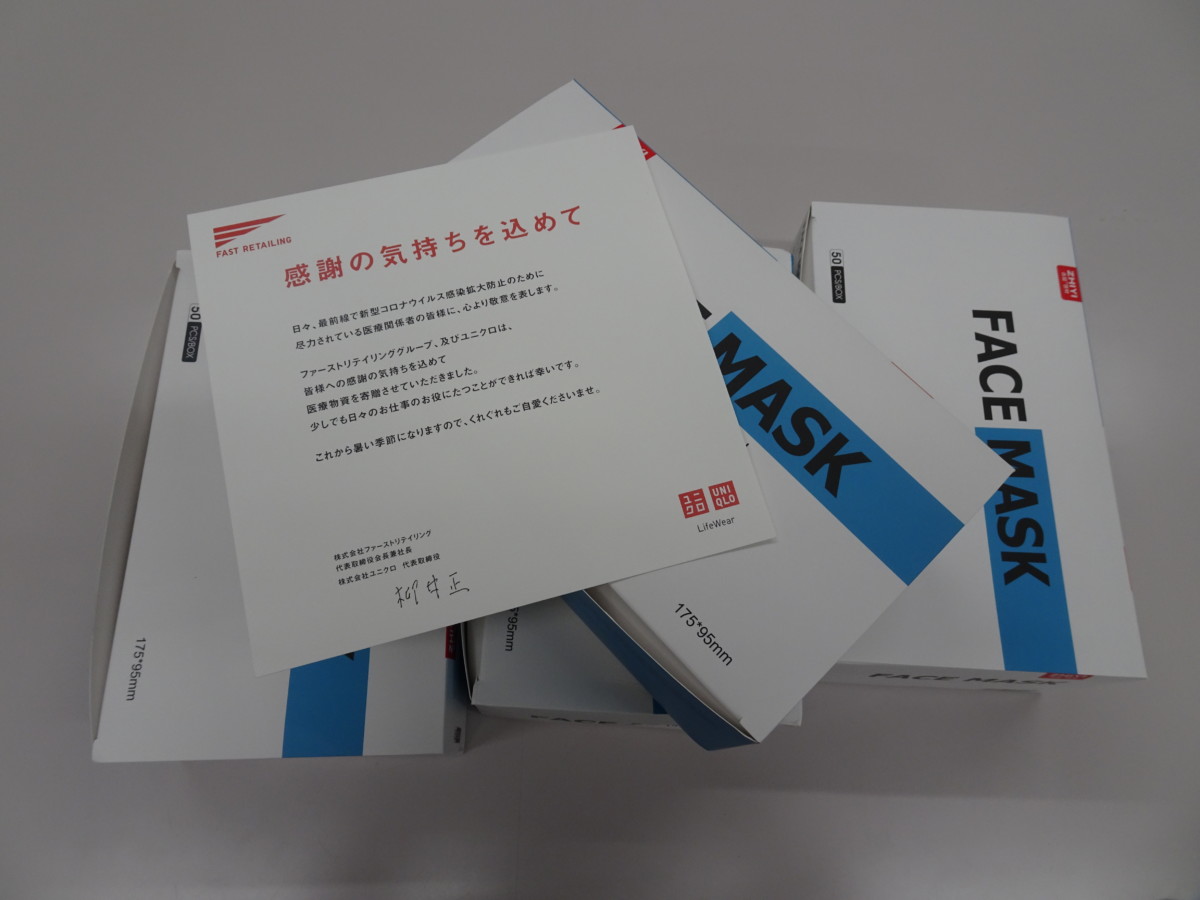 FAST RETAILING
感謝の気持ちを込めて
日々、最前線で新型コロナウイルス感染拡大防止のために
尽力されている医療関係者の皆様に、心より敬意を表します。
ファーストリテイリンググループ、及びユニクロは、
皆様への感謝の気持ちを込めて
医療物資を寄贈させていただきました。
少しでも日々のお仕事のお役にたつことができれば幸いです。
これから暑い季節になりますので、くれぐれもご自愛くださいませ。
ユニクロ
UNIQLO
LifeWear
株式会社ファーストリテイリング
代表取締役会長兼社長
株式会社ユニクロ 代表取締役
柳井正
50 PCS/BOX
175*95mm
MASK
175*95mm
95mm
50 PCS/BOX
ZHIYI
FACE MASK
FACE MASK